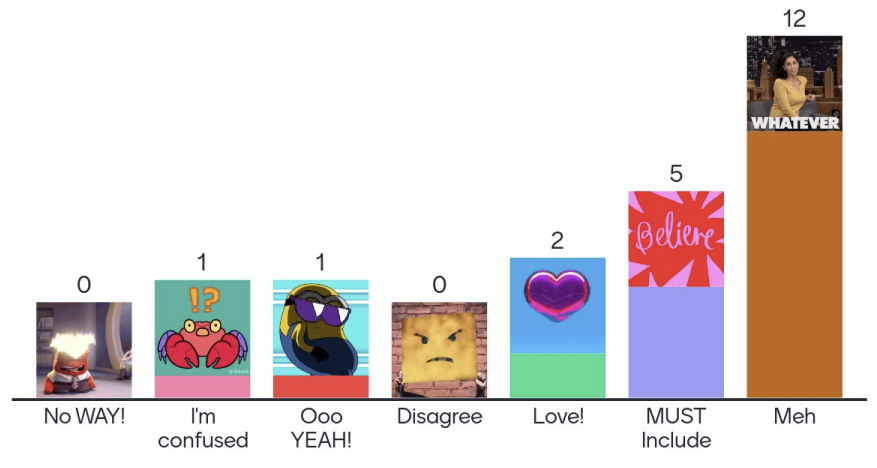 0
1
1
0
2
5
12
!?
Believe
WHATEVER
No WAY!
I'm
confused
Ooo
YEAH!
Disagree
Love!
MUST
Include
Meh